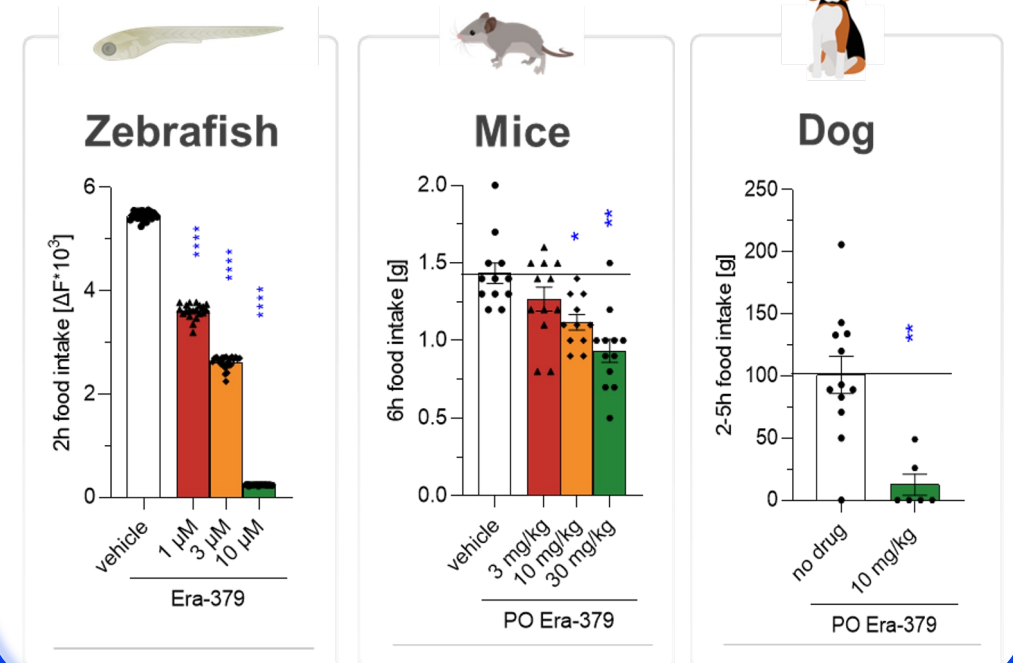 Zebrafish
6
4
2
0
2h food intake [ΔF*10³]
****
****
****
vehicle
1 µM
3 µM
10 µM
Era-379
Mice
2.0
1.5
1.0
0.5
0.0
6h food intake [g]
*
**
vehicle
3 mg/kg
10 mg/kg
30 mg/kg
PO Era-379
Dog
250
200
150
100
50
0
2-5h food intake [g]
**
no drug
10 mg/kg
PO Era-379